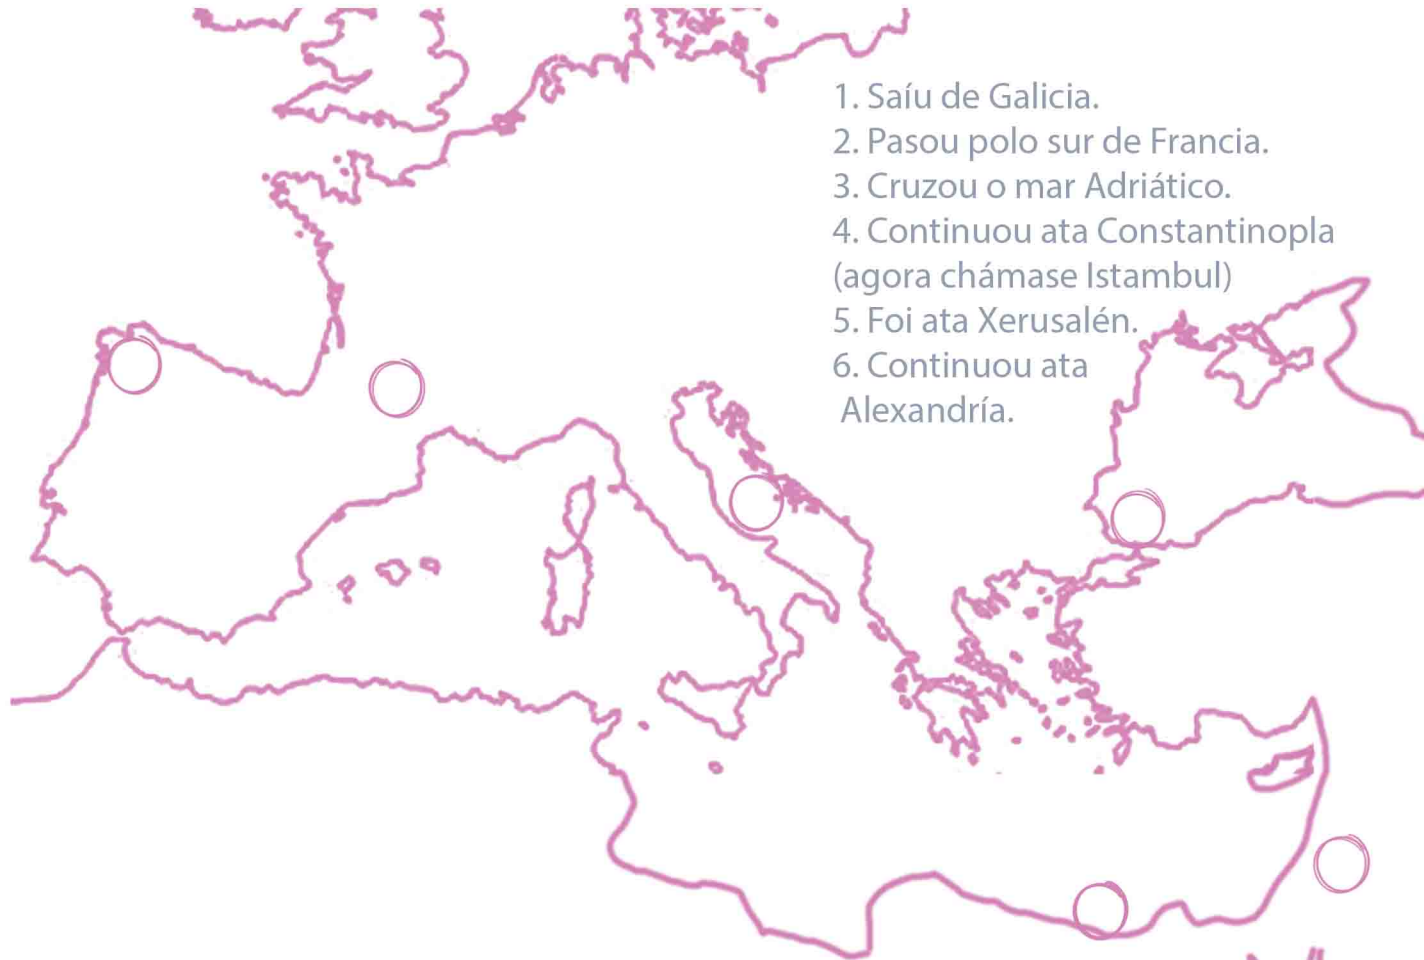 1. Saíu de Galicia.
2. Pasou polo sur de Francia.
3. Cruzou o mar Adriático.
4. Continuou ata Constantinopla
(agora chámase Istambul)
5. Foi ata Xerusalén.
6. Continuou ata
Alexandría.